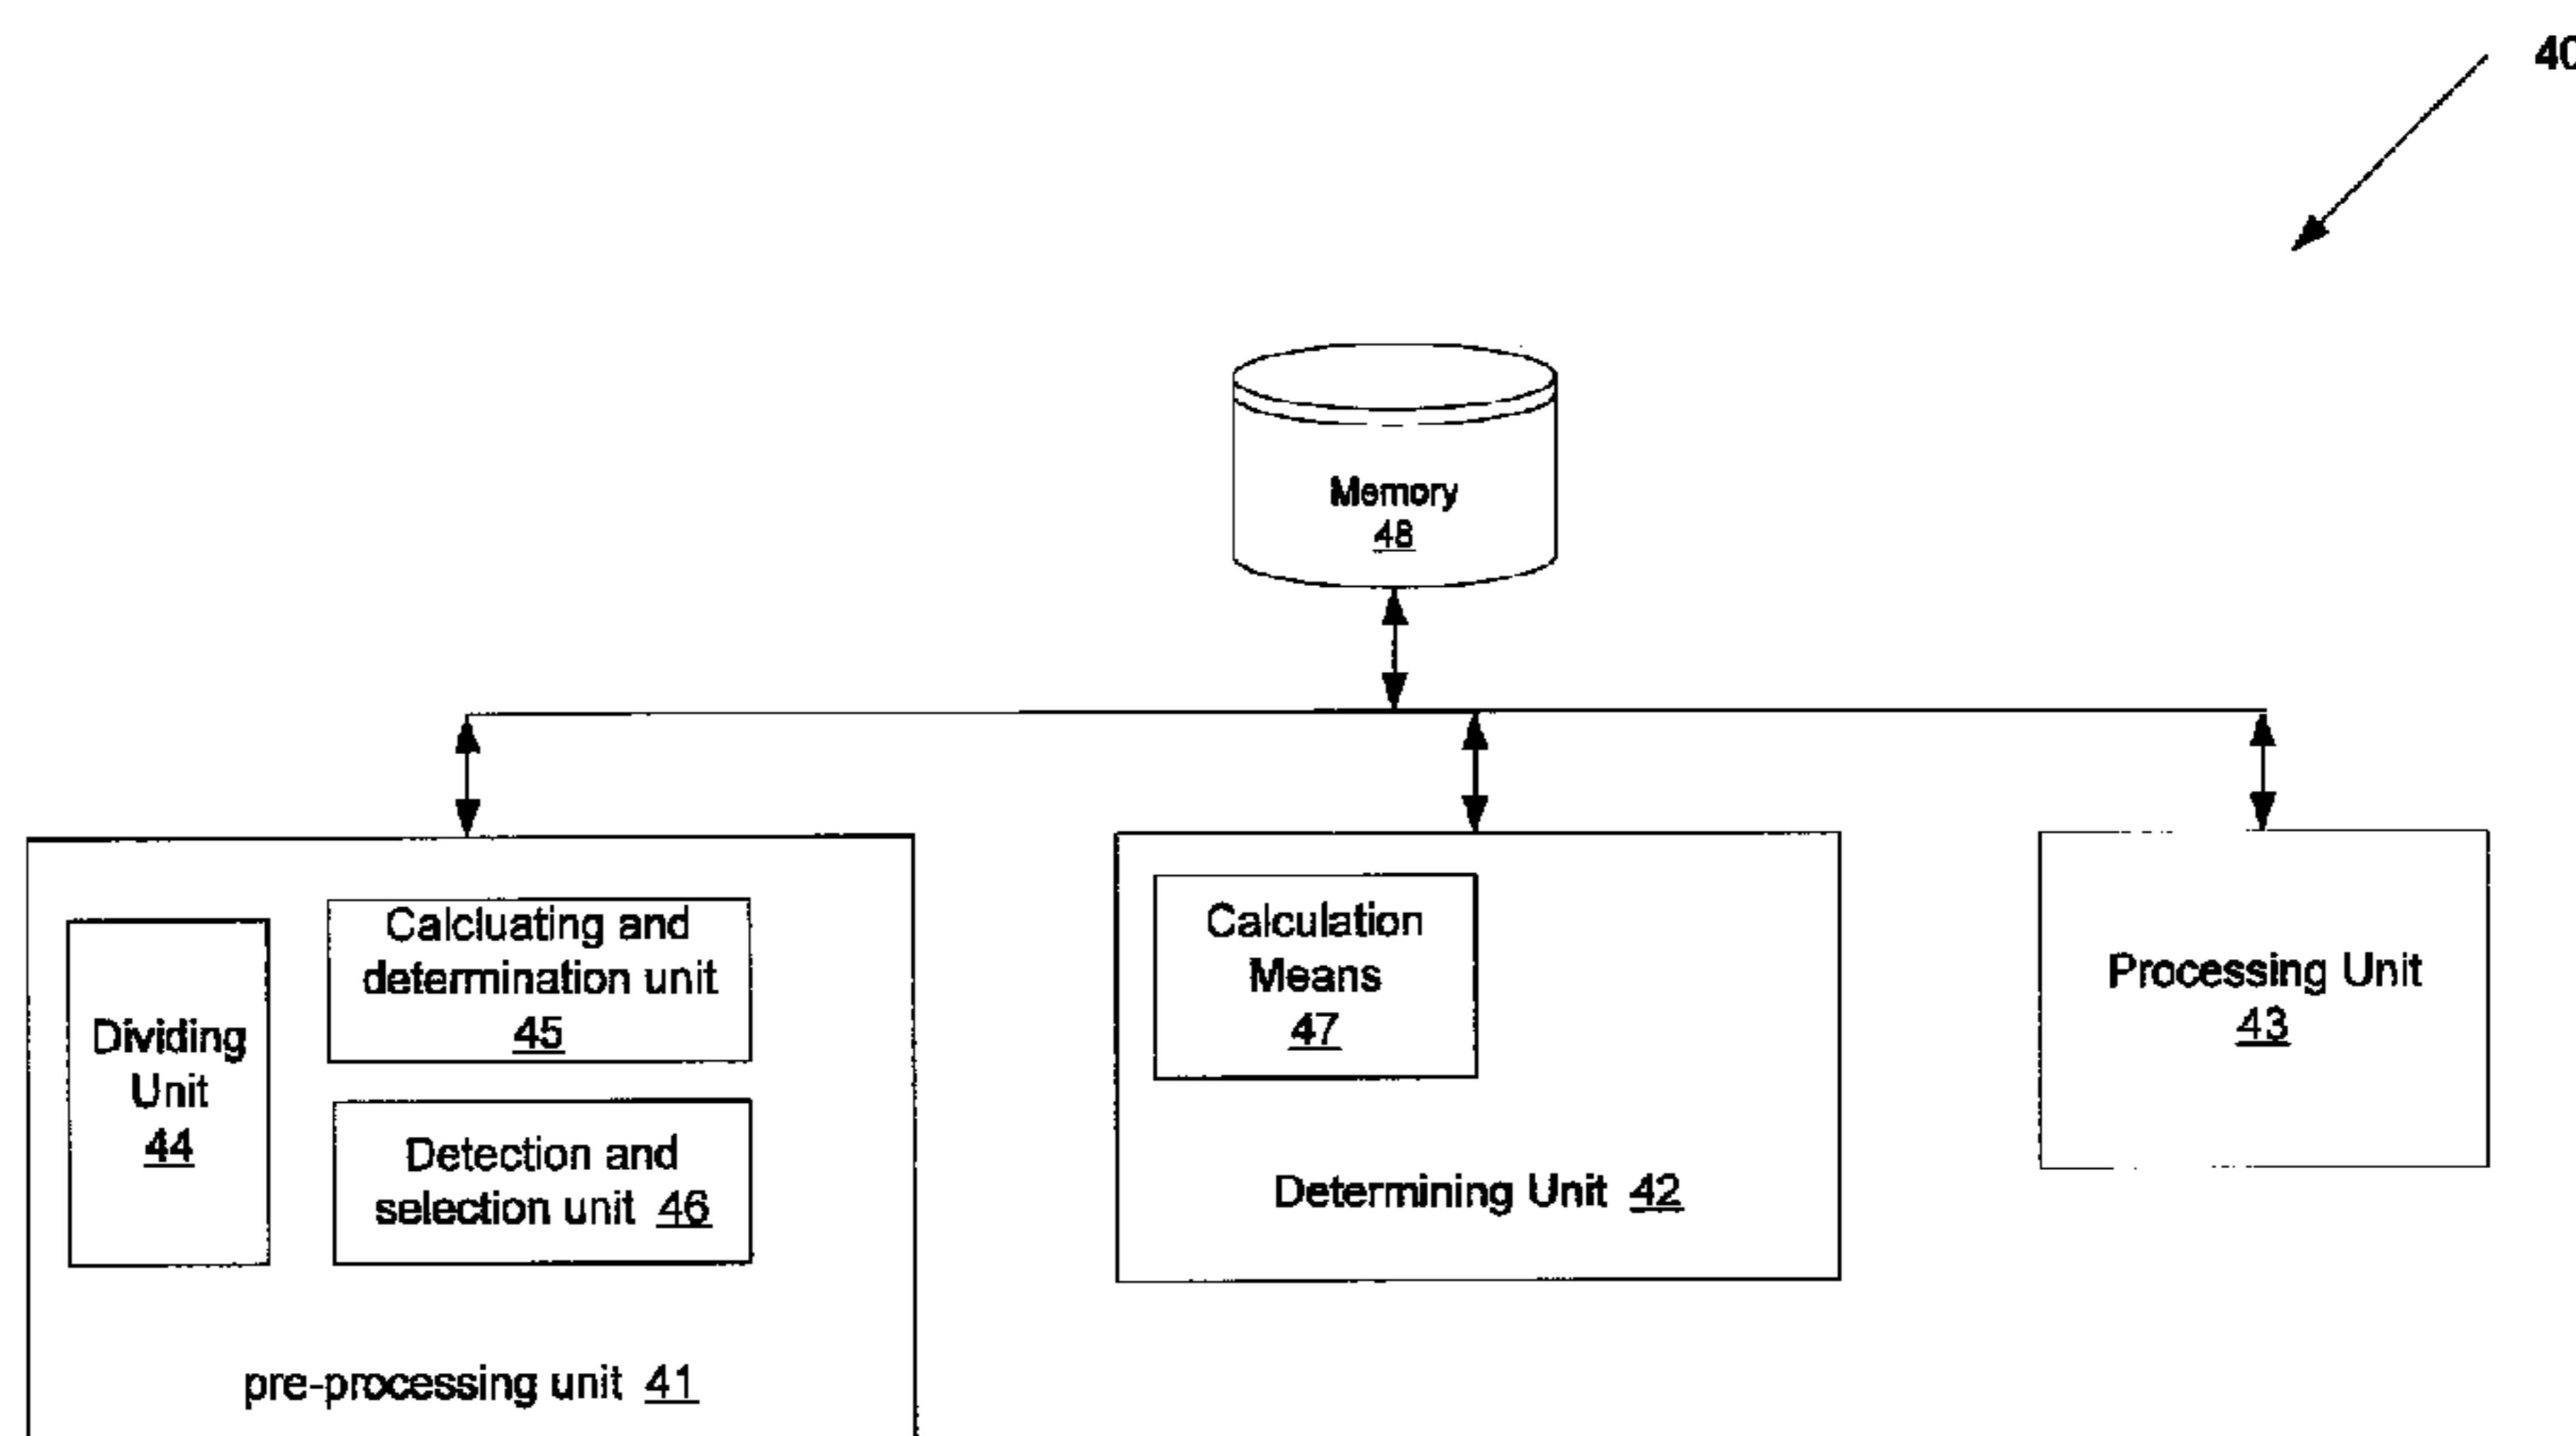 40
Memory
48
Calcluating and
determination unit
45
Dividing
Unit
44
Detection and
selection unit 46
pre-processing unit 41
Calculation
Means
47
Determining Unit 42
Processing Unit
43